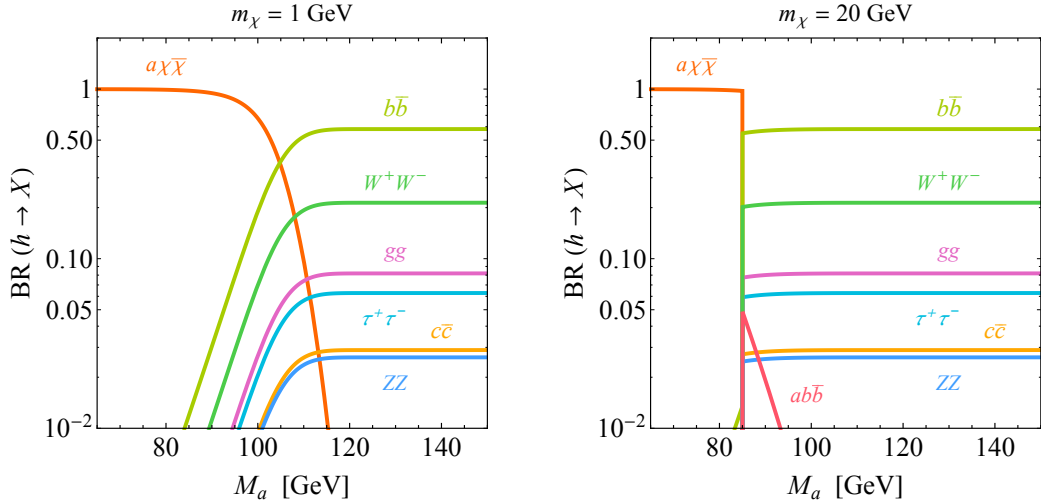 m_χ = 1 GeV
BR (h → X)
1
0.50
0.10
0.05
10⁻²
aχχ̅
bb̅
W⁺W⁻
gg
τ⁺τ⁻
cc̅
ZZ
80
100
120
140
M_a [GeV]
m_χ = 20 GeV
BR (h → X)
1
0.50
0.10
0.05
10⁻²
aχχ̅
bb̅
W⁺W⁻
gg
τ⁺τ⁻
cc̅
ZZ
abb̅
80
100
120
140
M_a [GeV]